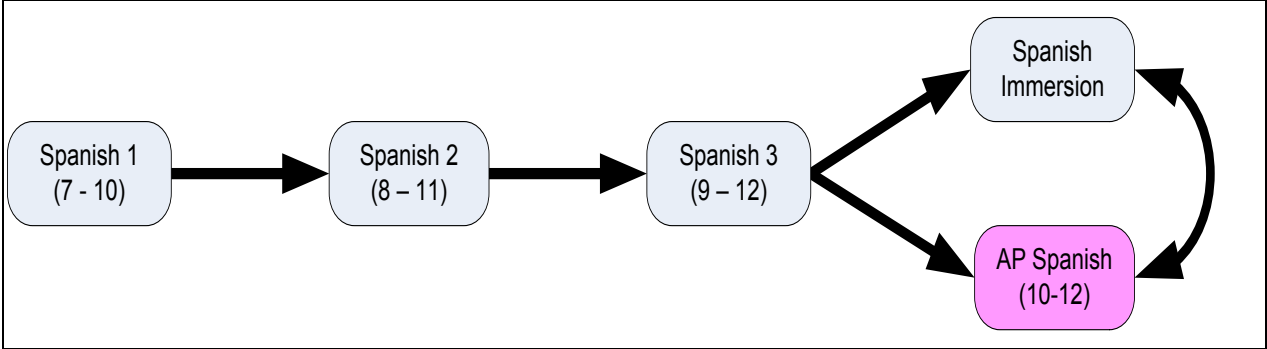 Spanish 1
(7 - 10)
Spanish 2
(8 – 11)
Spanish 3
(9 – 12)
Spanish
Immersion
AP Spanish
(10-12)